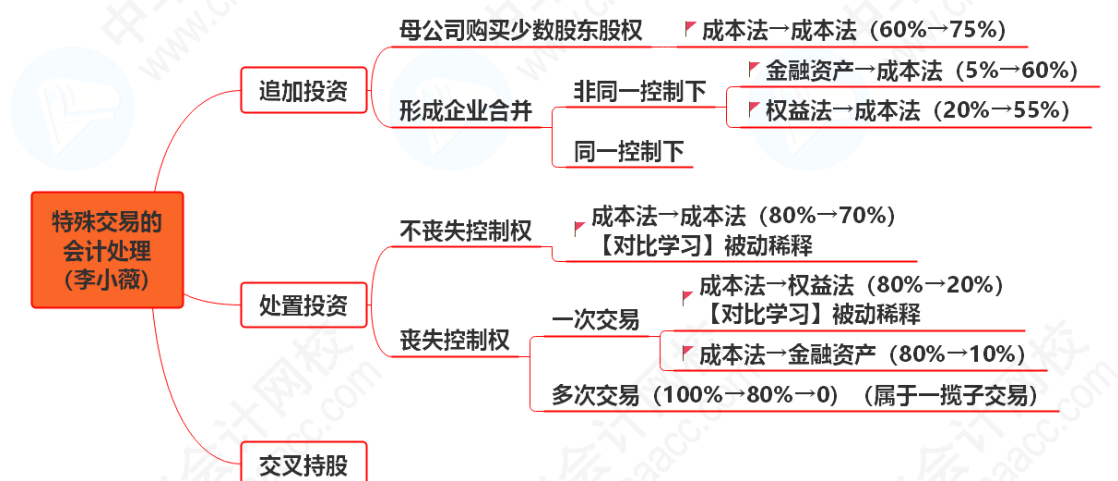 母公司购买少数股东股权
成本法→成本法（60%→75%）
追加投资
形成企业合并
非同一控制下
金融资产→成本法（5%→60%）
权益法→成本法（20%→55%）
同一控制下
特殊交易的
会计处理
（李小薇）
处置投资
不丧失控制权
成本法→成本法（80%→70%）
【对比学习】被动稀释
丧失控制权
一次交易
成本法→权益法（80%→20%）
【对比学习】被动稀释
成本法→金融资产（80%→10%）
多次交易（100%→80%→0）（属于一揽子交易）
交叉持股